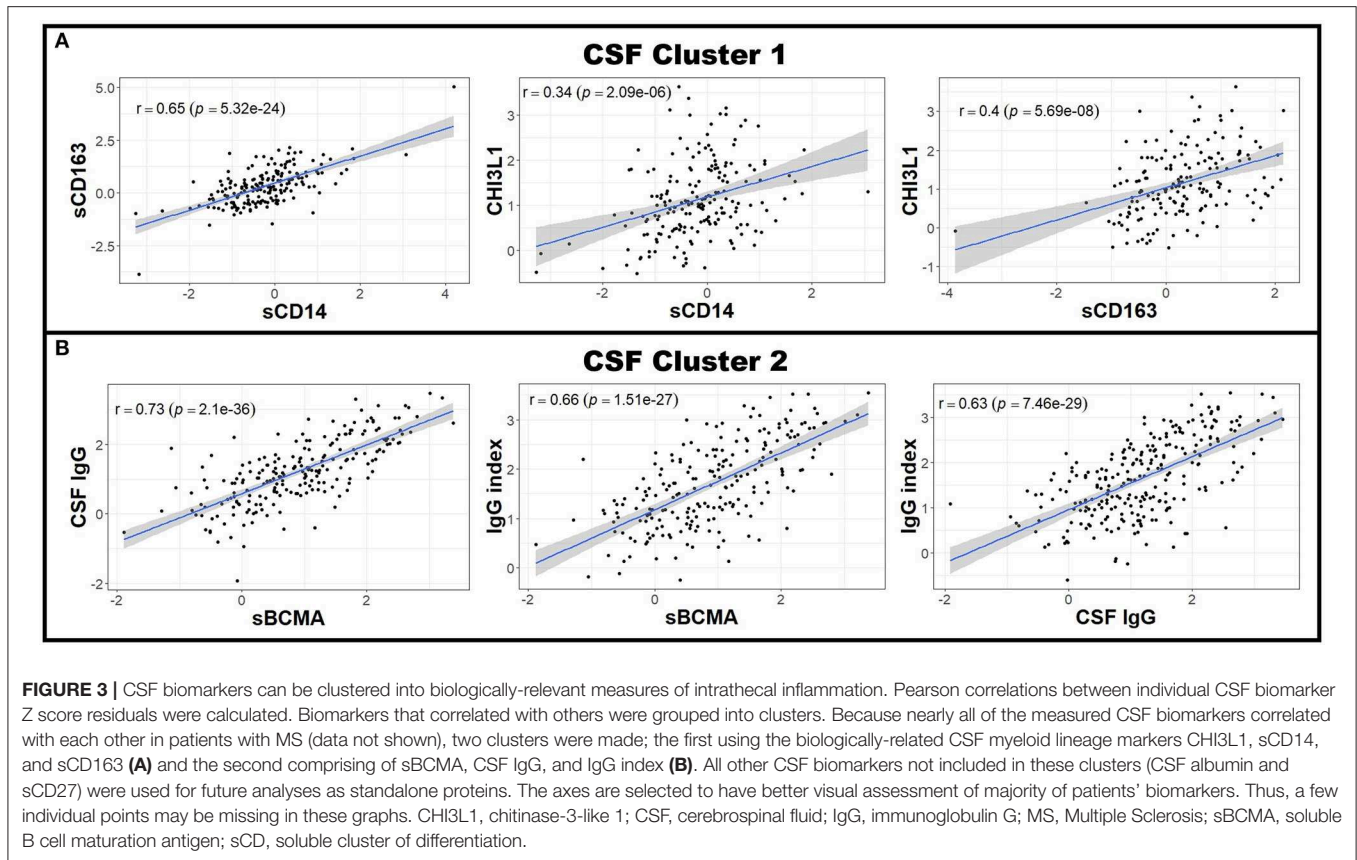 A
CSF Cluster 1
r = 0.65 (p = 5.32e-24)
sCD163
5.0
2.5
0.0
-2.5
-2
0
2
4
sCD14
r = 0.34 (p = 2.09e-06)
CHI3L1
3
2
1
0
-2
0
2
sCD14
r = 0.4 (p = 5.69e-08)
CHI3L1
3
2
1
0
-1
-4
-2
0
2
sCD163
B
CSF Cluster 2
r = 0.73 (p = 2.1e-36)
CSF IgG
2
0
-2
-2
0
2
sBCMA
r = 0.66 (p = 1.51e-27)
IgG index
3
2
1
0
-2
0
2
sBCMA
r = 0.63 (p = 7.46e-29)
IgG index
3
2
1
0
-2
0
2
CSF IgG
FIGURE 3 | CSF biomarkers can be clustered into biologically-relevant measures of intrathecal inflammation. Pearson correlations between individual CSF biomarker
Z score residuals were calculated. Biomarkers that correlated with others were grouped into clusters. Because nearly all of the measured CSF biomarkers correlated
with each other in patients with MS (data not shown), two clusters were made; the first using the biologically-related CSF myeloid lineage markers CHI3L1, sCD14,
and sCD163 (A) and the second comprising of sBCMA, CSF IgG, and IgG index (B). All other CSF biomarkers not included in these clusters (CSF albumin and
sCD27) were used for future analyses as standalone proteins. The axes are selected to have better visual assessment of majority of patients' biomarkers. Thus, a few
individual points may be missing in these graphs. CHI3L1, chitinase-3-like 1; CSF, cerebrospinal fluid; IgG, immunoglobulin G; MS, Multiple Sclerosis; sBCMA, soluble
B cell maturation antigen; sCD, soluble cluster of differentiation.